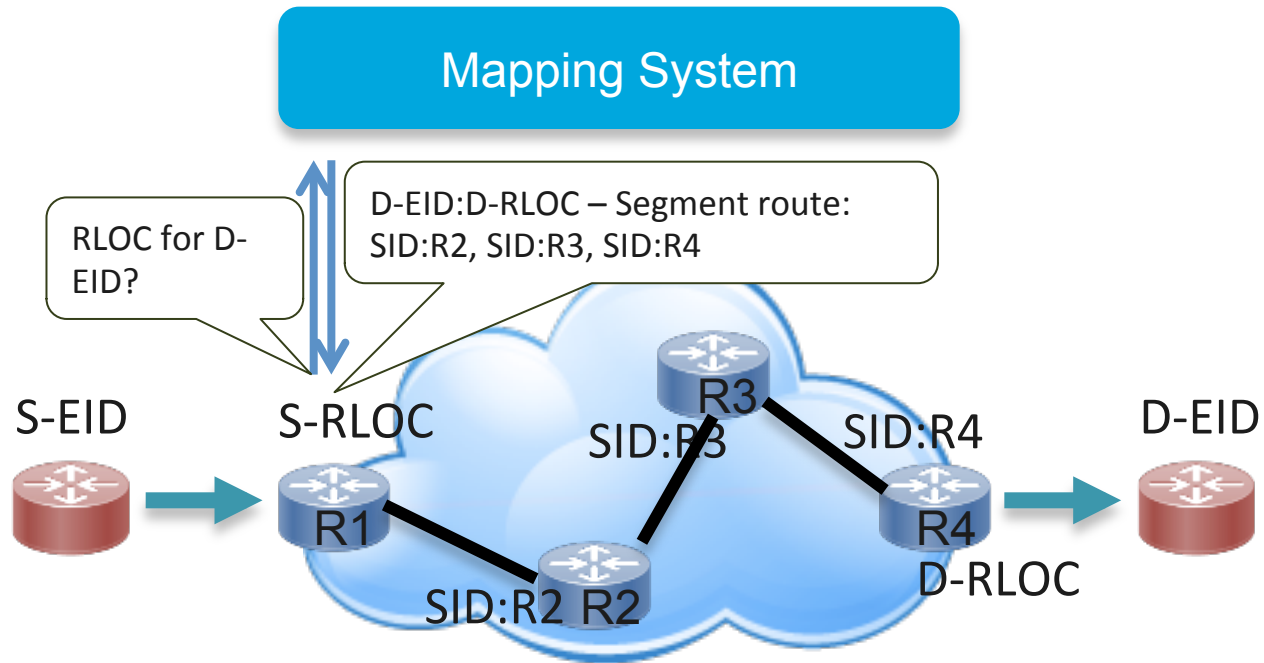 Mapping System
RLOC for D-
EID?
D-EID:D-RLOC – Segment route:
SID:R2, SID:R3, SID:R4
S-EID
S-RLOC
R3
SID:R3
SID:R4
D-EID
R1
R4
D-RLOC
SID:R2
R2